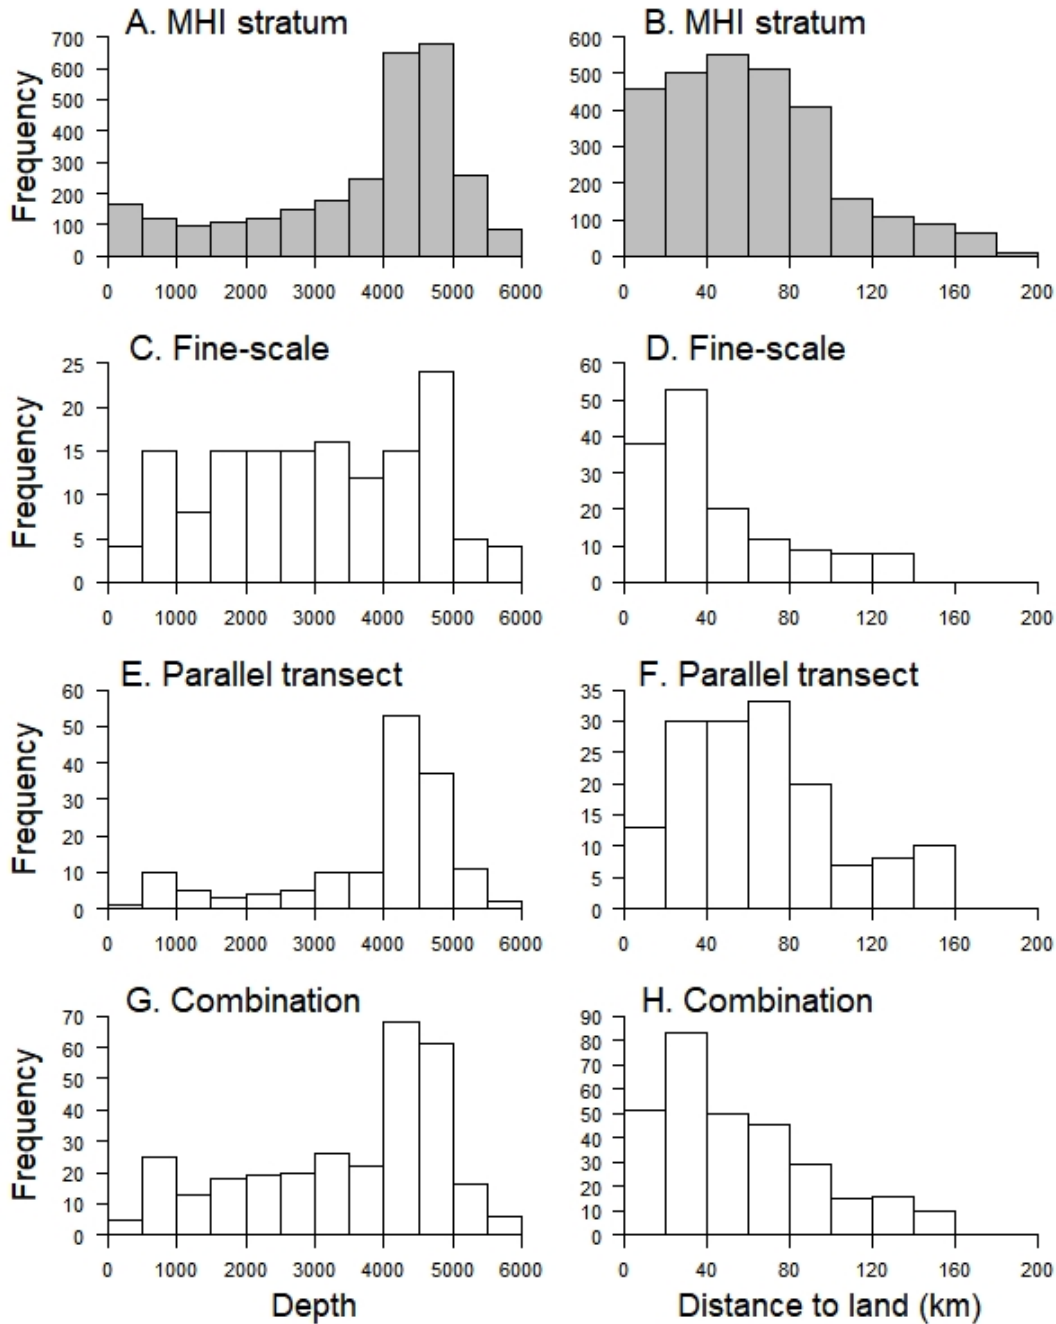 A. MHI stratum
B. MHI stratum
Frequency
700
600
500
400
300
200
100
0
0 1000 2000 3000 4000 5000 6000
600
500
400
300
200
100
0
0 40 80 120 160 200
C. Fine-scale
D. Fine-scale
Frequency
25
20
15
10
5
0
0 1000 2000 3000 4000 5000 6000
60
50
40
30
20
10
0
0 40 80 120 160 200
E. Parallel transect
F. Parallel transect
Frequency
60
50
40
30
20
10
0
0 1000 2000 3000 4000 5000 6000
35
30
25
20
15
10
5
0
0 40 80 120 160 200
G. Combination
H. Combination
Frequency
70
60
50
40
30
20
10
0
0 1000 2000 3000 4000 5000 6000
Depth
90
80
70
60
50
40
30
20
10
0
0 40 80 120 160 200
Distance to land (km)